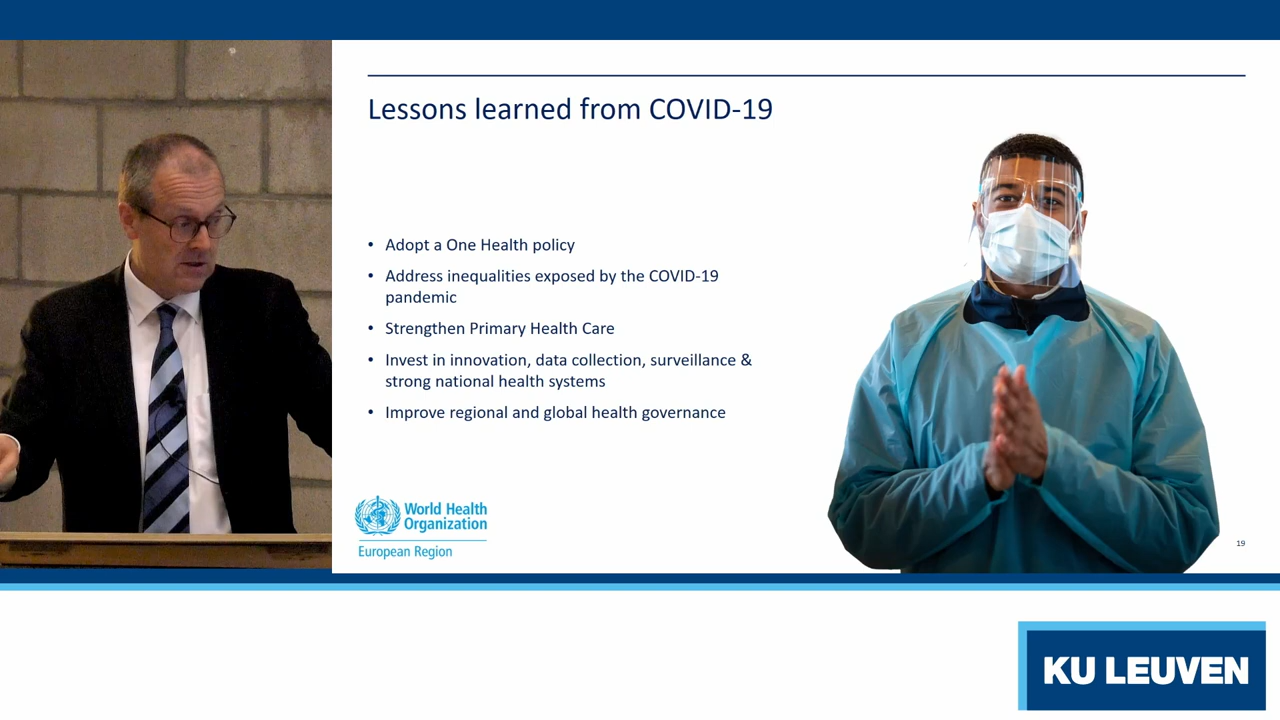 Lessons learned from COVID-19
• Adopt a One Health policy
• Address inequalities exposed by the COVID-19
pandemic
• Strengthen Primary Health Care
• Invest in innovation, data collection, surveillance &
strong national health systems
• Improve regional and global health governance
World Health
Organization
European Region
19
KU LEUVEN